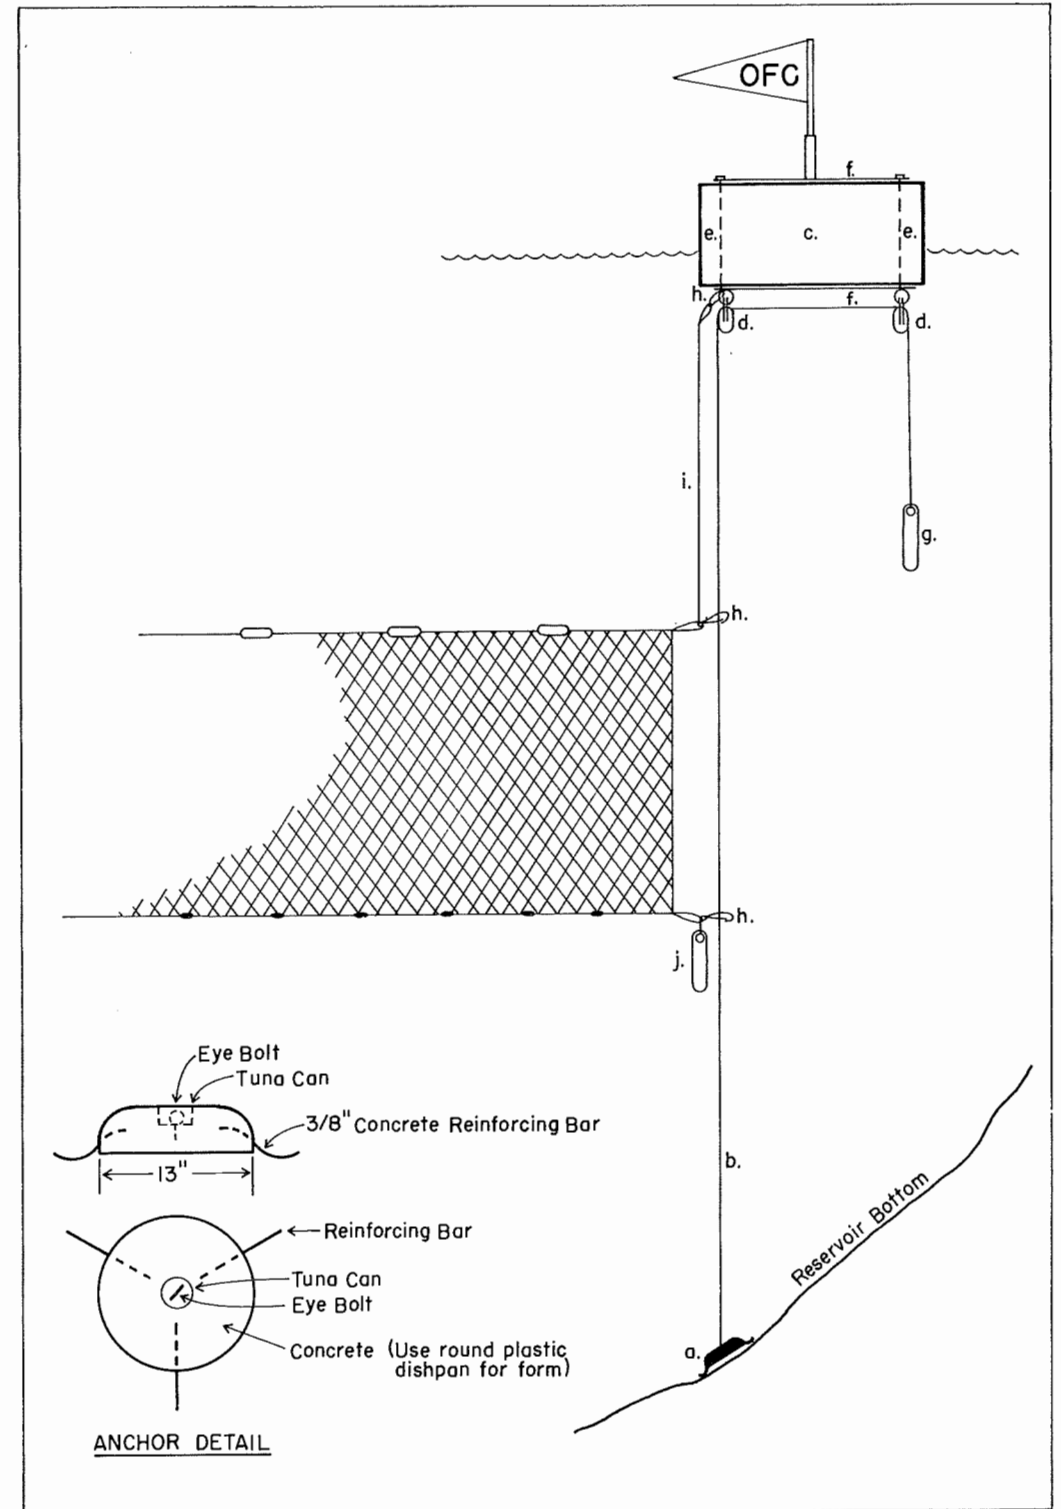 OFC
f.
e.
c.
e.
h.
f.
d.
d.
i.
g.
h.
h.
j.
Eye Bolt
Tuna Can
3/8" Concrete Reinforcing Bar
13"
b.
Reservoir Bottom
Reinforcing Bar
Tuna Can
Eye Bolt
a.
Concrete (Use round plastic
dishpan for form)
ANCHOR DETAIL